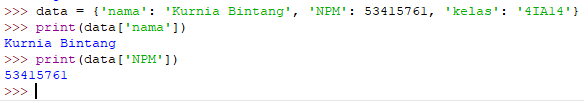 >>> data = {'nama': 'Kurnia Bintang', 'NPM': 53415761, 'kelas': '4IA14'}
>>> print(data['nama'])
Kurnia Bintang
>>> print(data['NPM'])
53415761
>>>